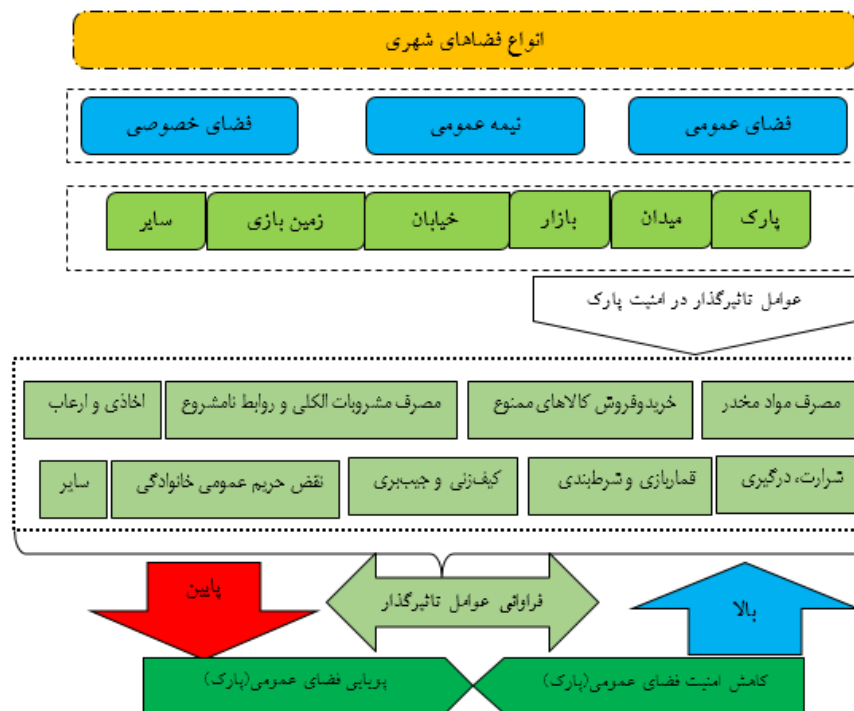 انواع فضاهای شهری
فضای عمومی
نیمه عمومی
فضای خصوصی
پارک
میدان
بازار
خیابان
زمین بازی
سایر
عوامل تاثیرگذار در امنیت پارک
مصرف مواد مخدر
خریدوفروش کالاهای ممنوع
مصرف مشروبات الکلی و روابط نامشروع
اخاذی و ارعاب
شرارت، درگیری
قماربازی و شرط‌بندی
کیف‌زنی و جیب‌بری
نقض حریم عمومی خانوادگی
سایر
بالا
فراوانی عوامل تاثیرگذار
پایین
کاهش امنیت فضای عمومی(پارک)
پویایی فضای عمومی(پارک)